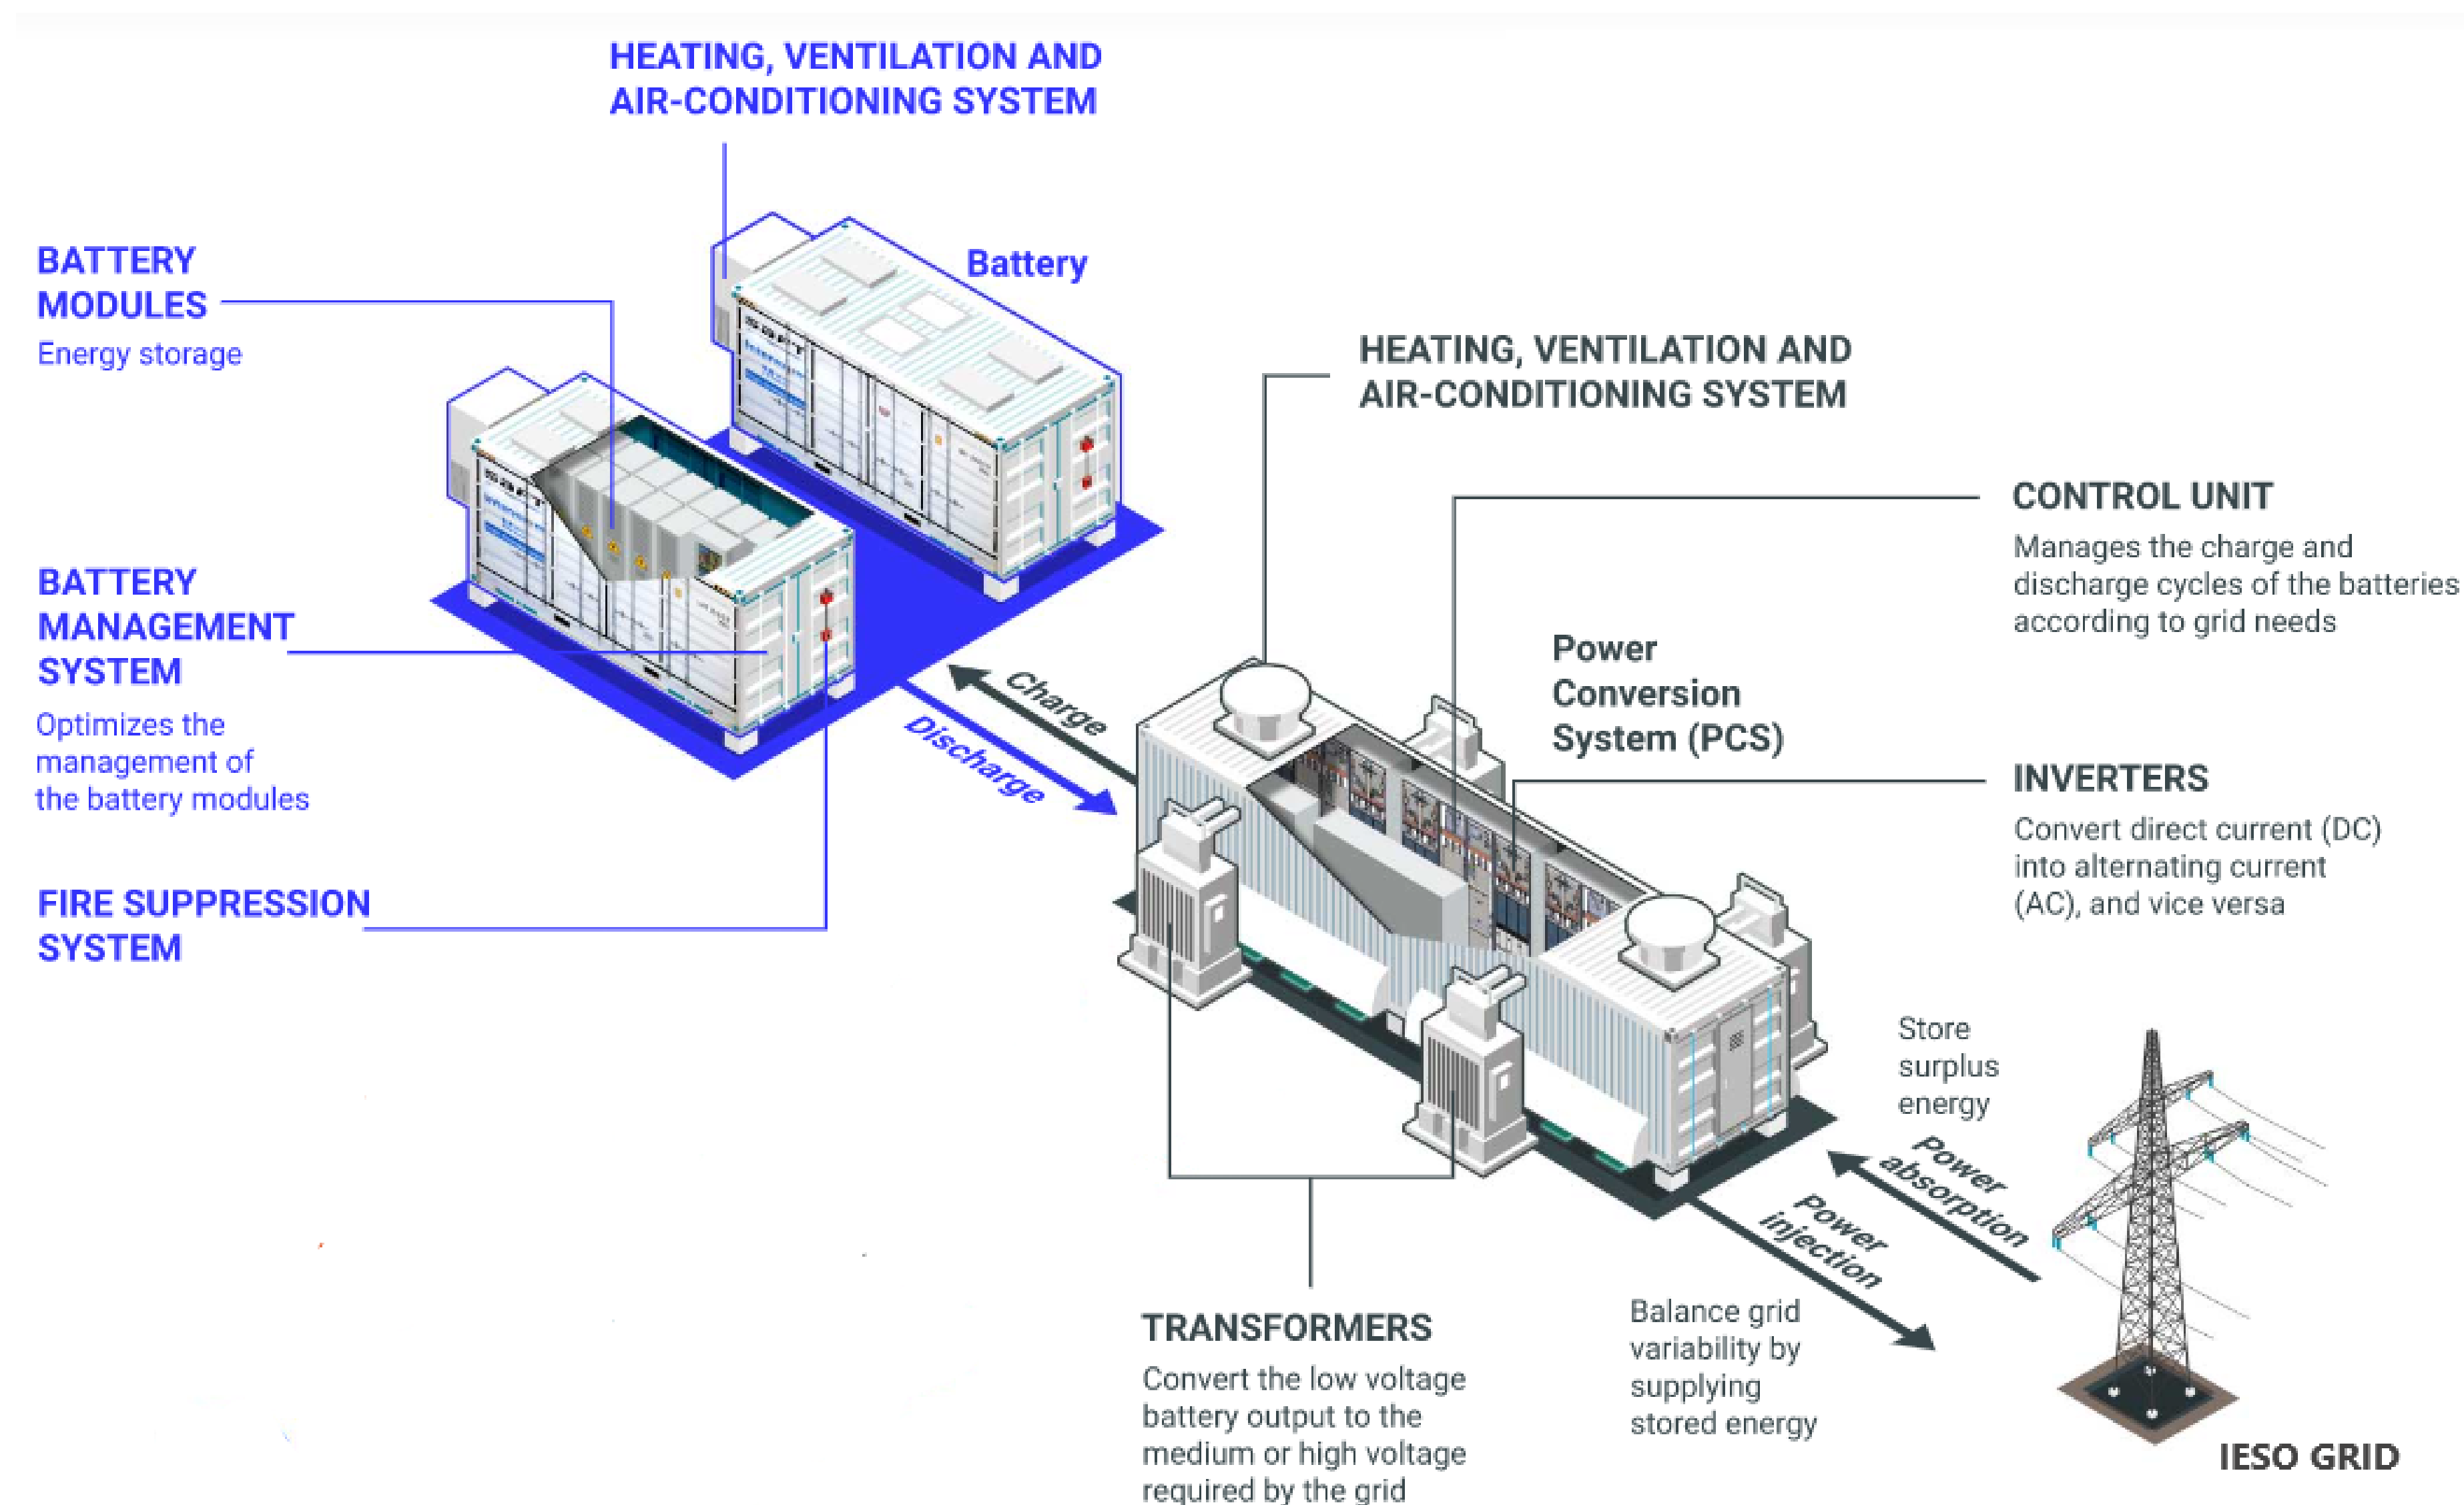 HEATING, VENTILATION AND
AIR-CONDITIONING SYSTEM
Battery
BATTERY
MODULES
Energy storage
BATTERY
MANAGEMENT
SYSTEM
Optimizes the
management of
the battery modules
FIRE SUPPRESSION
SYSTEM
Charge
Discharge
HEATING, VENTILATION AND
AIR-CONDITIONING SYSTEM
CONTROL UNIT
Manages the charge and
discharge cycles of the batteries
according to grid needs
Power
Conversion
System (PCS)
INVERTERS
Convert direct current (DC)
into alternating current
(AC), and vice versa
Store
surplus
energy
Power
absorption
Power
injection
Balance grid
variability by
supplying
stored energy
TRANSFORMERS
Convert the low voltage
battery output to the
medium or high voltage
required by the grid
IESO GRID